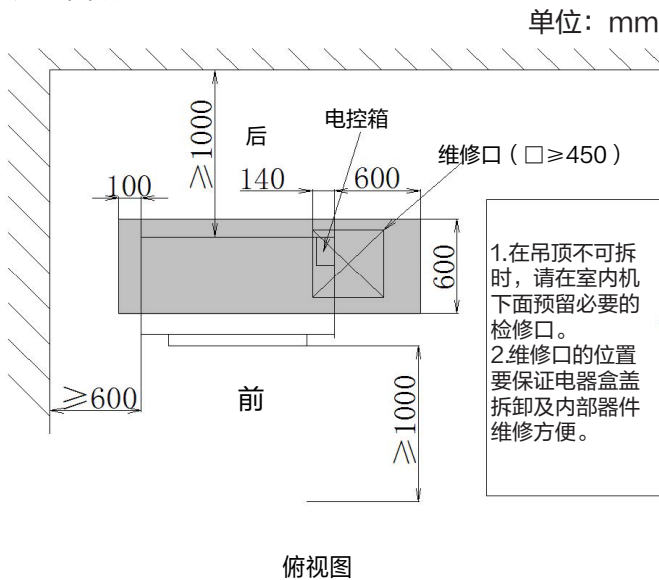 单位：mm
≥1000
后
电控箱
维修口（□≥450）
100
140
600
600
1.在吊顶不可拆
时，请在室内机
下面预留必要的
检修口。
2.维修口的位置
要保证电器盒盖
拆卸及内部器件
维修方便。
≥600
前
≥1000
俯视图